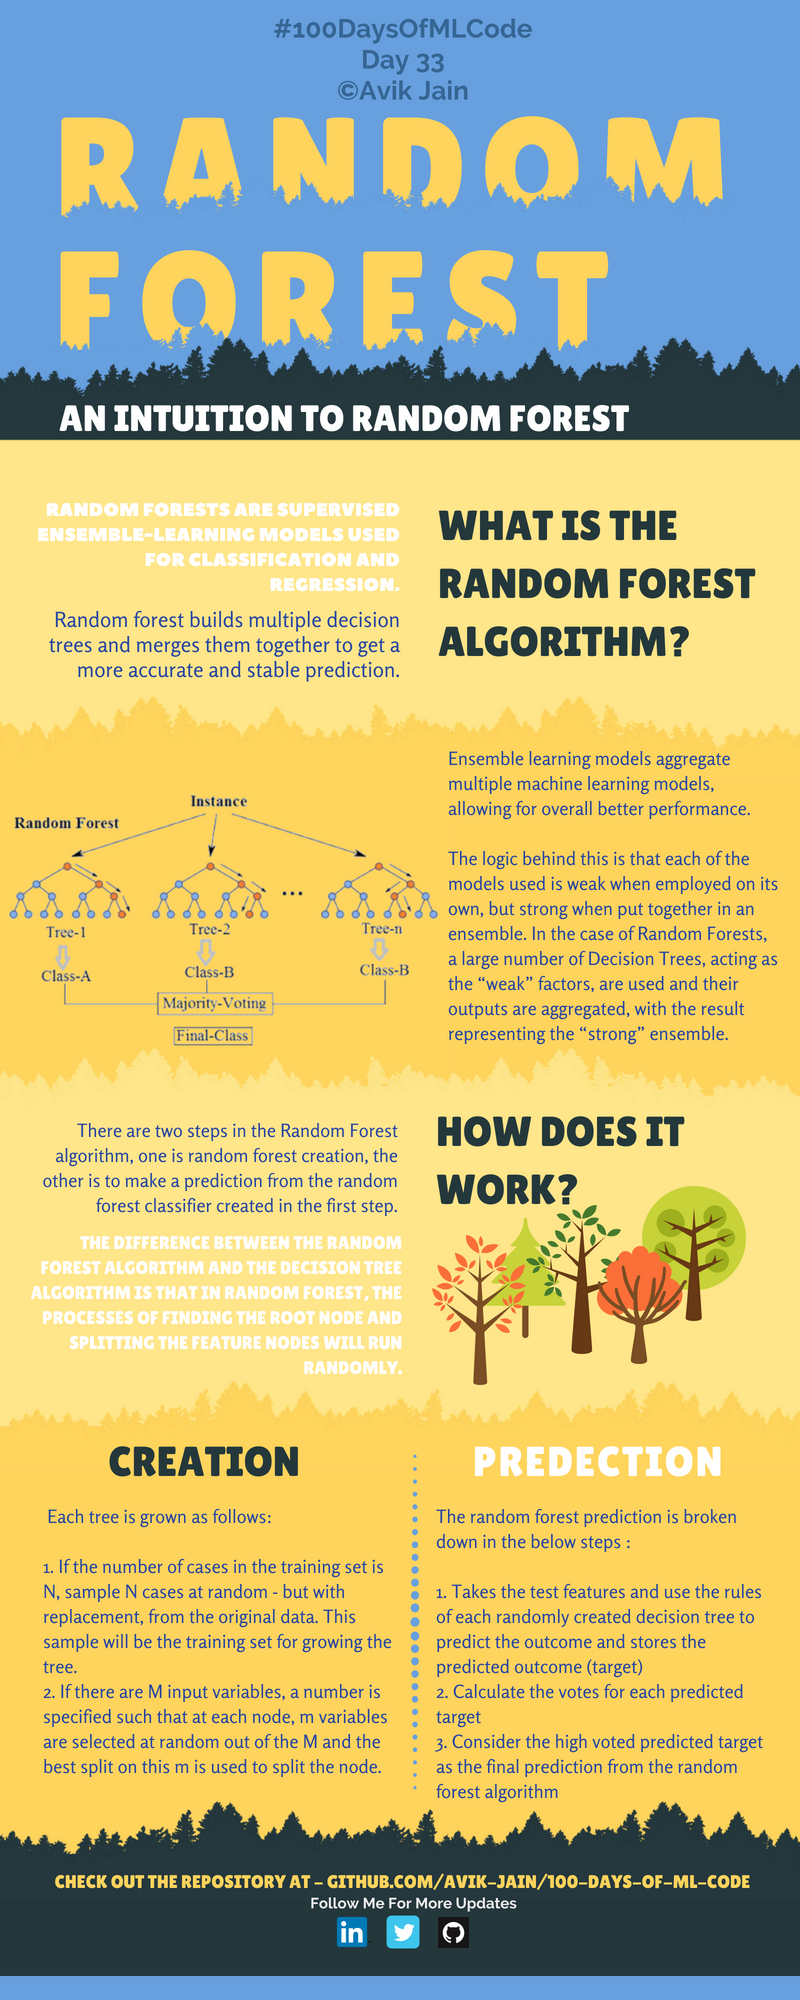 #100DaysOfMLCode
Day 33
©Avik Jain
RANDOM
FOREST
AN INTUITION TO RANDOM FOREST
RANDOM FORESTS ARE SUPERVISED
ENSEMBLE-LEARNING MODELS USED
FOR CLASSIFICATION AND
REGRESSION.
Random forest builds multiple decision
trees and merges them together to get a
more accurate and stable prediction.
WHAT IS THE
RANDOM FOREST
ALGORITHM?
Instance
Random Forest
...
Tree-1
Tree-2
Tree-n
Class-A
Class-B
Class-B
Majority-Voting
Final-Class
Ensemble learning models aggregate
multiple machine learning models,
allowing for overall better performance.
The logic behind this is that each of the
models used is weak when employed on its
own, but strong when put together in an
ensemble. In the case of Random Forests,
a large number of Decision Trees, acting as
the “weak” factors, are used and their
outputs are aggregated, with the result
representing the “strong” ensemble.
There are two steps in the Random Forest
algorithm, one is random forest creation, the
other is to make a prediction from the random
forest classifier created in the first step.
THE DIFFERENCE BETWEEN THE RANDOM
FOREST ALGORITHM AND THE DECISION TREE
ALGORITHM IS THAT IN RANDOM FOREST, THE
PROCESSES OF FINDING THE ROOT NODE AND
SPLITTING THE FEATURE NODES WILL RUN
RANDOMLY.
HOW DOES IT
WORK?
CREATION
Each tree is grown as follows:
1. If the number of cases in the training set is
N, sample N cases at random - but with
replacement, from the original data. This
sample will be the training set for growing the
tree.
2. If there are M input variables, a number is
specified such that at each node, m variables
are selected at random out of the M and the
best split on this m is used to split the node.
PREDECTION
The random forest prediction is broken
down in the below steps :
1. Takes the test features and use the rules
of each randomly created decision tree to
predict the outcome and stores the
predicted outcome (target)
2. Calculate the votes for each predicted
target
3. Consider the high voted predicted target
as the final prediction from the random
forest algorithm
CHECK OUT THE REPOSITORY AT - GITHUB.COM/AVIK-JAIN/100-DAYS-OF-ML-CODE
Follow Me For More Updates
in